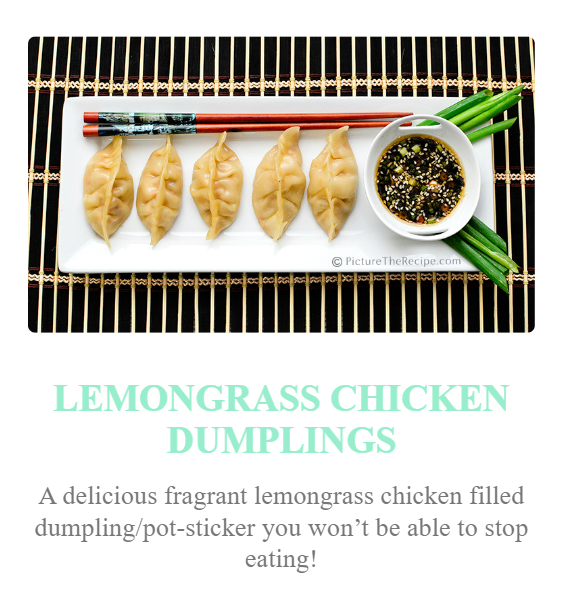 © PictureTheRecipe.com
LEMONGRASS CHICKEN
DUMPLINGS
A delicious fragrant lemongrass chicken filled
dumpling/pot-sticker you won’t be able to stop
eating!